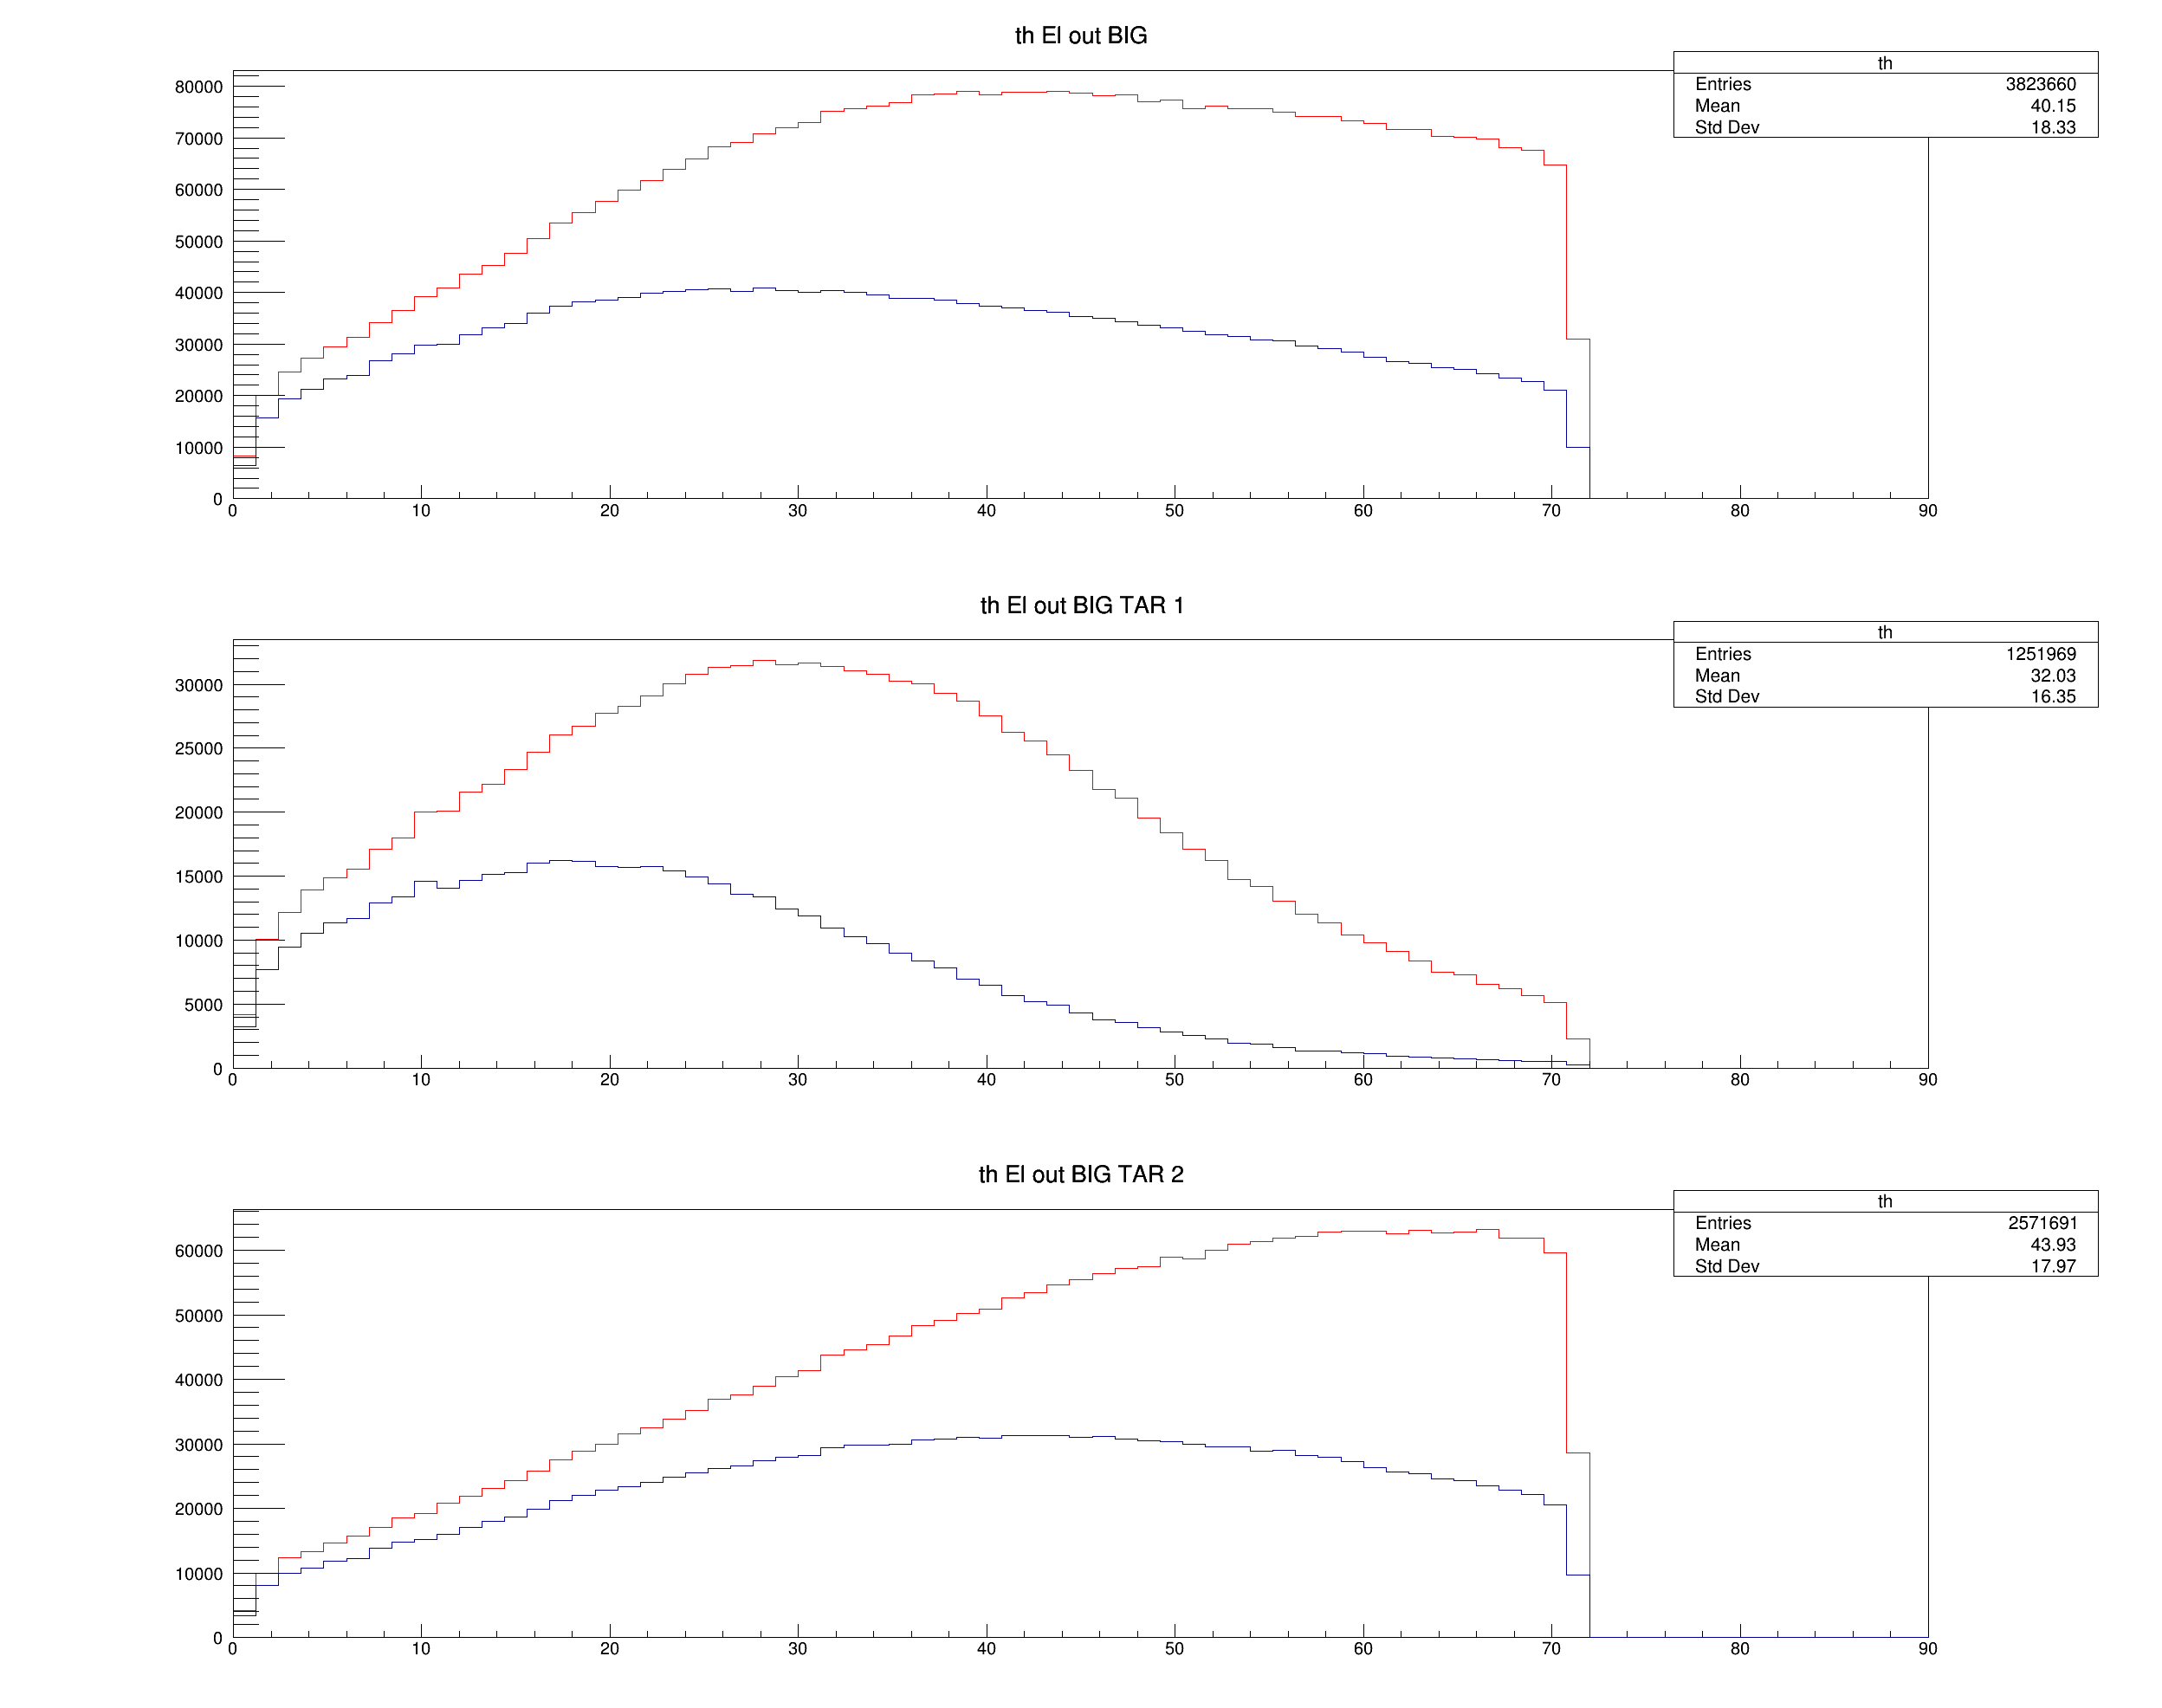 th El out BIG
th
Entries 3823660
Mean 40.15
Std Dev 18.33
80000
70000
60000
50000
40000
30000
20000
10000
0
0 10 20 30 40 50 60 70 80 90
th El out BIG TAR 1
th
Entries 1251969
Mean 32.03
Std Dev 16.35
30000
25000
20000
15000
10000
5000
0
0 10 20 30 40 50 60 70 80 90
th El out BIG TAR 2
th
Entries 2571691
Mean 43.93
Std Dev 17.97
60000
50000
40000
30000
20000
10000
0
0 10 20 30 40 50 60 70 80 90